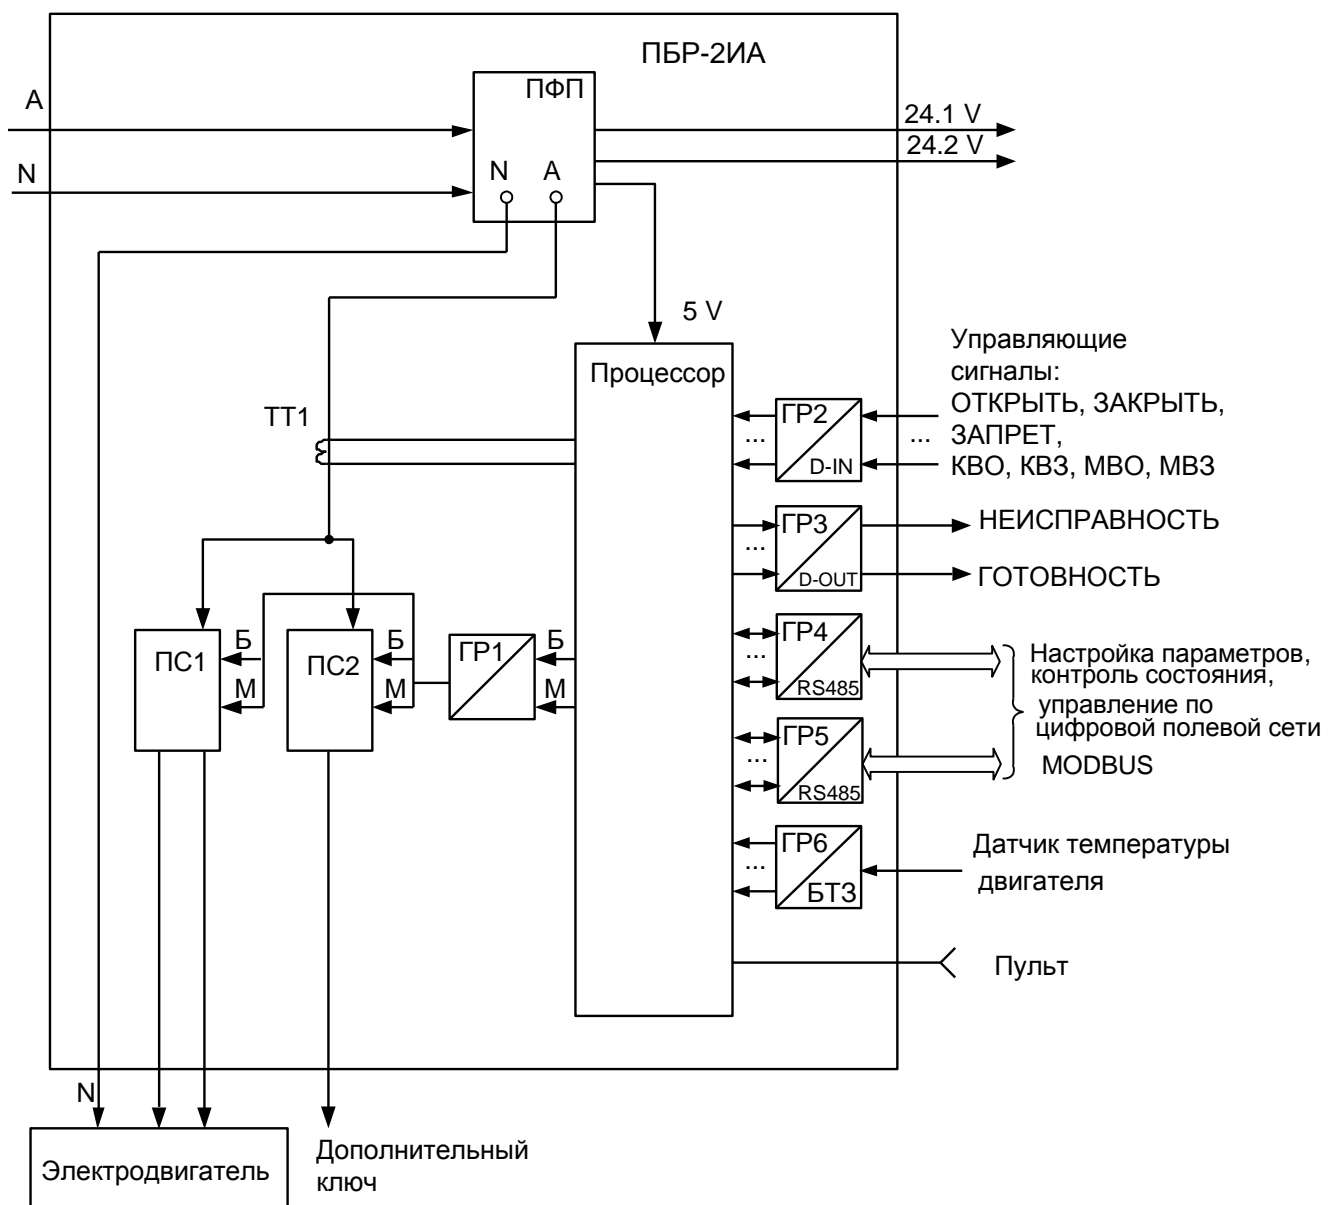 ПБР-2ИА
ПФП
А
24.1 V
24.2 V
N
N
А
5 V
Процессор
Управляющие
сигналы:
ОТКРЫТЬ, ЗАКРЫТЬ,
ЗАПРЕТ,
КВО, КВЗ, МВО, МВЗ
ТТ1
...
ГР2
D-IN
...
ГР3
D-OUT
...
НЕИСПРАВНОСТЬ
ГОТОВНОСТЬ
ПС1
Б
М
ПС2
Б
М
ГР1
Б
М
...
ГР4
RS485
Настройка параметров,
контроль состояния,
управление по
цифровой полевой сети
MODBUS
...
ГР5
RS485
...
ГР6
БТЗ
Датчик температуры
двигателя
Пульт
N
Электродвигатель
Дополнительный
ключ